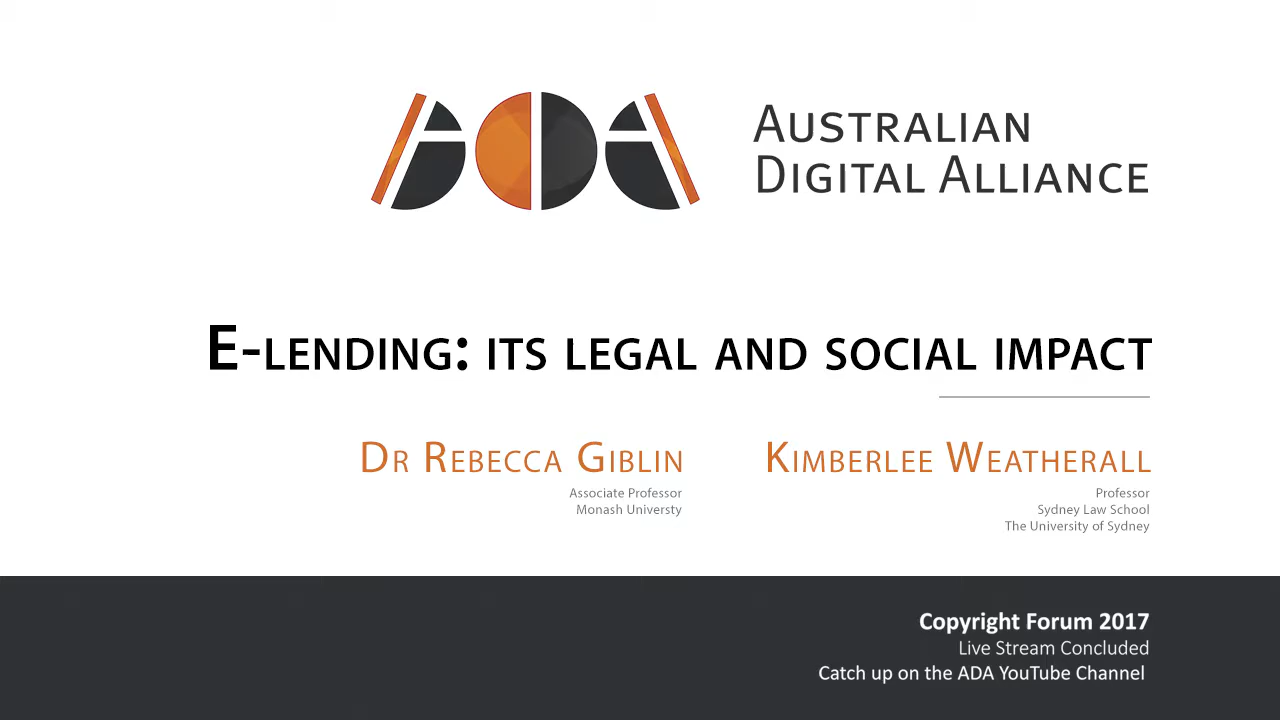 AUSTRALIAN
DIGITAL ALLIANCE
E-LENDING: ITS LEGAL AND SOCIAL IMPACT
DR REBECCA GIBLIN
Associate Professor
Monash Universty
KIMBERLEE WEATHERALL
Professor
Sydney Law School
The University of Sydney
Copyright Forum 2017
Live Stream Concluded
Catch up on the ADA YouTube Channel